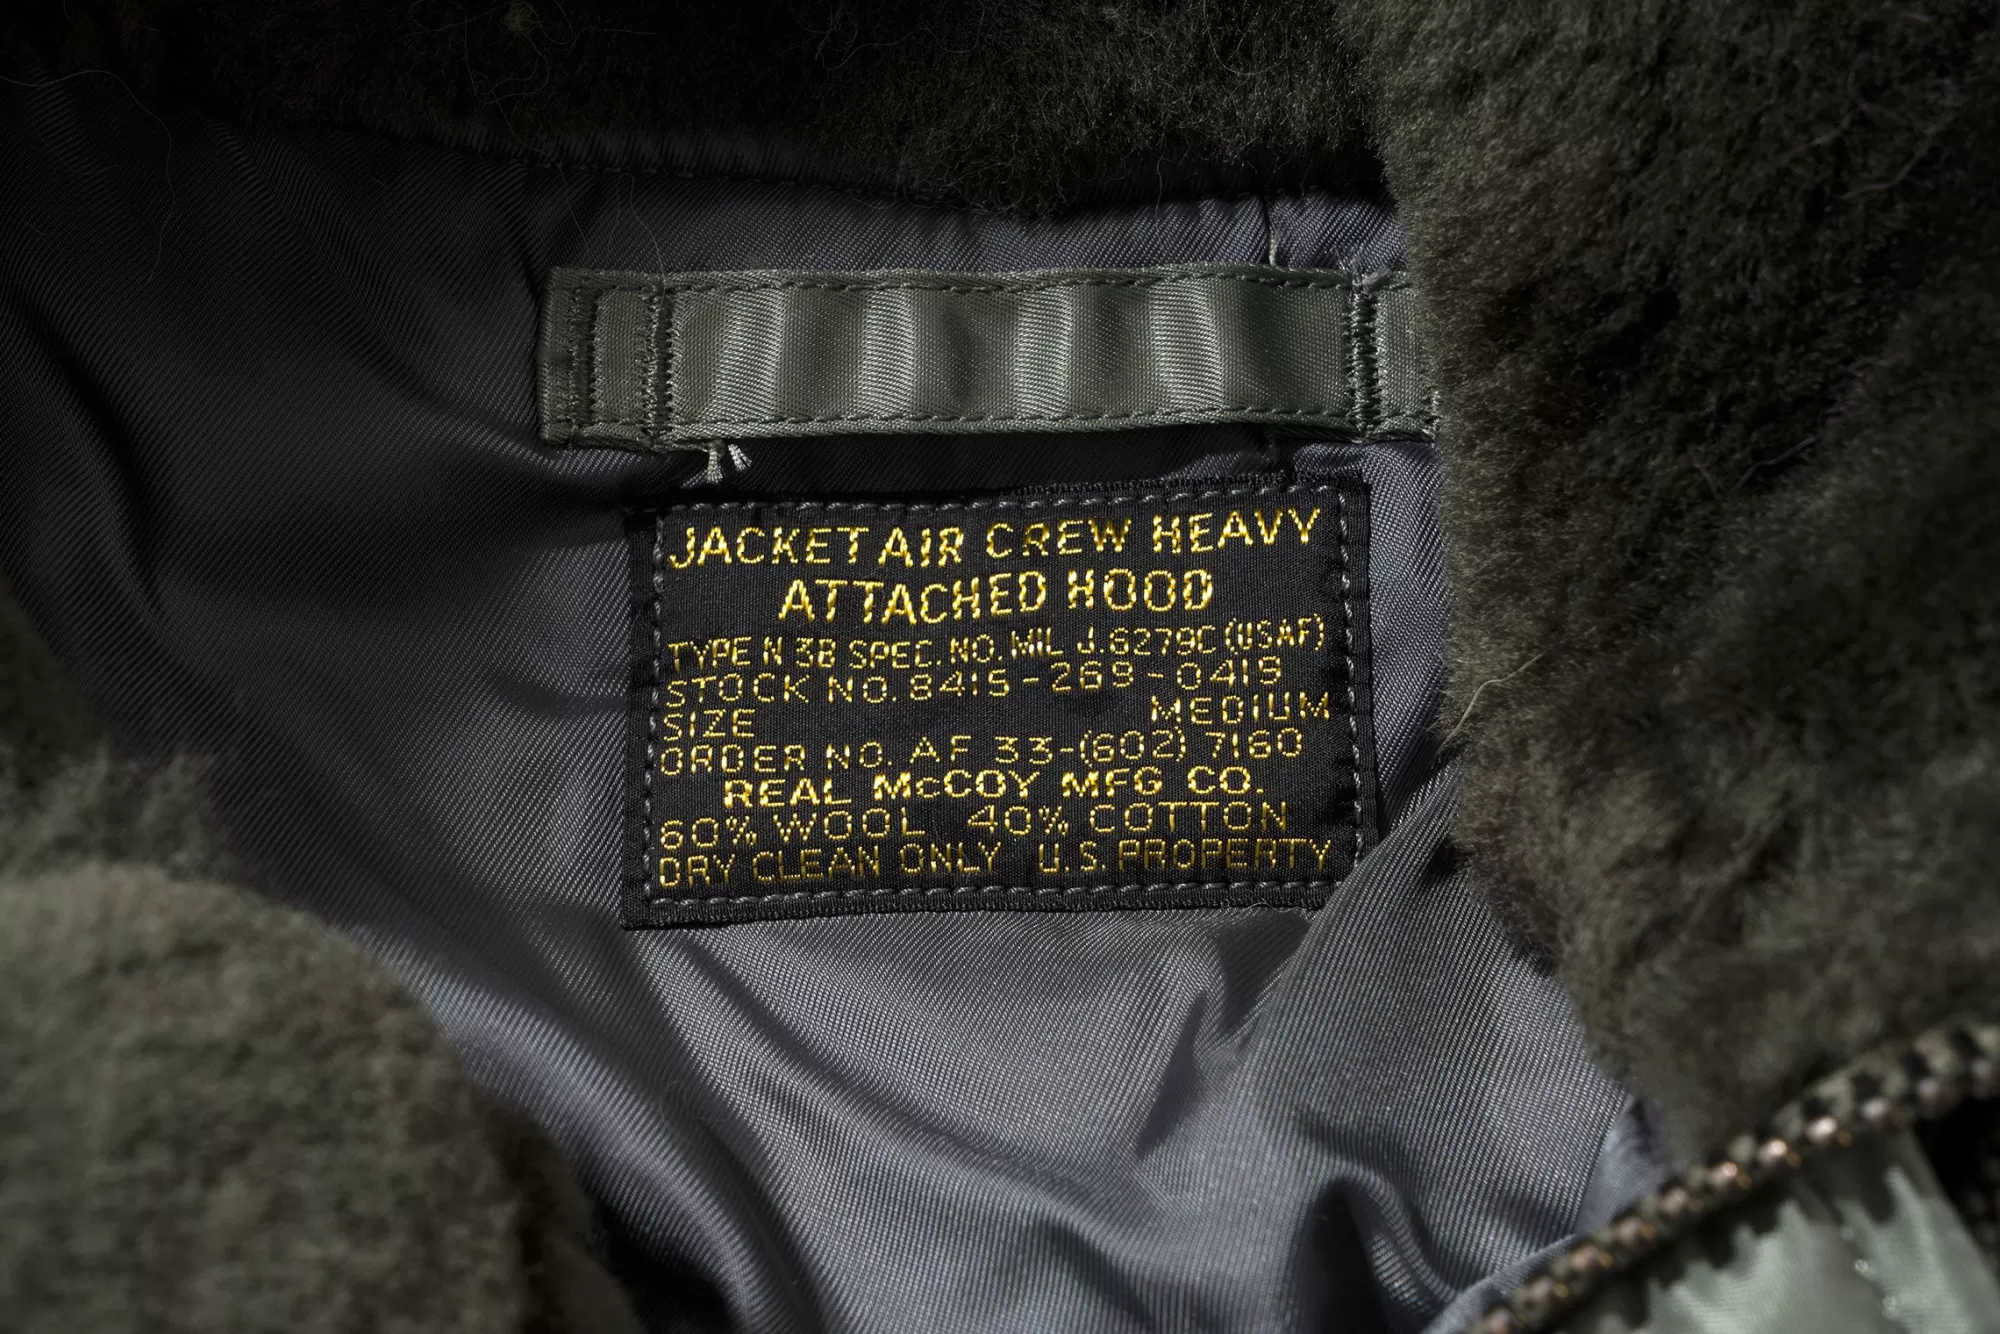 JACKET AIR CREW HEAVY
ATTACHED HOOD
TYPE N 3B SPEC. NO. MIL J. 6279C (USAF)
STOCK NO. 8415-269-0419
SIZE MEDIUM
ORDER NO. AF 33-(602) 7160
REAL McCOY MFG CO.
60% WOOL 40% COTTON
DRY CLEAN ONLY U.S. PROPERTY